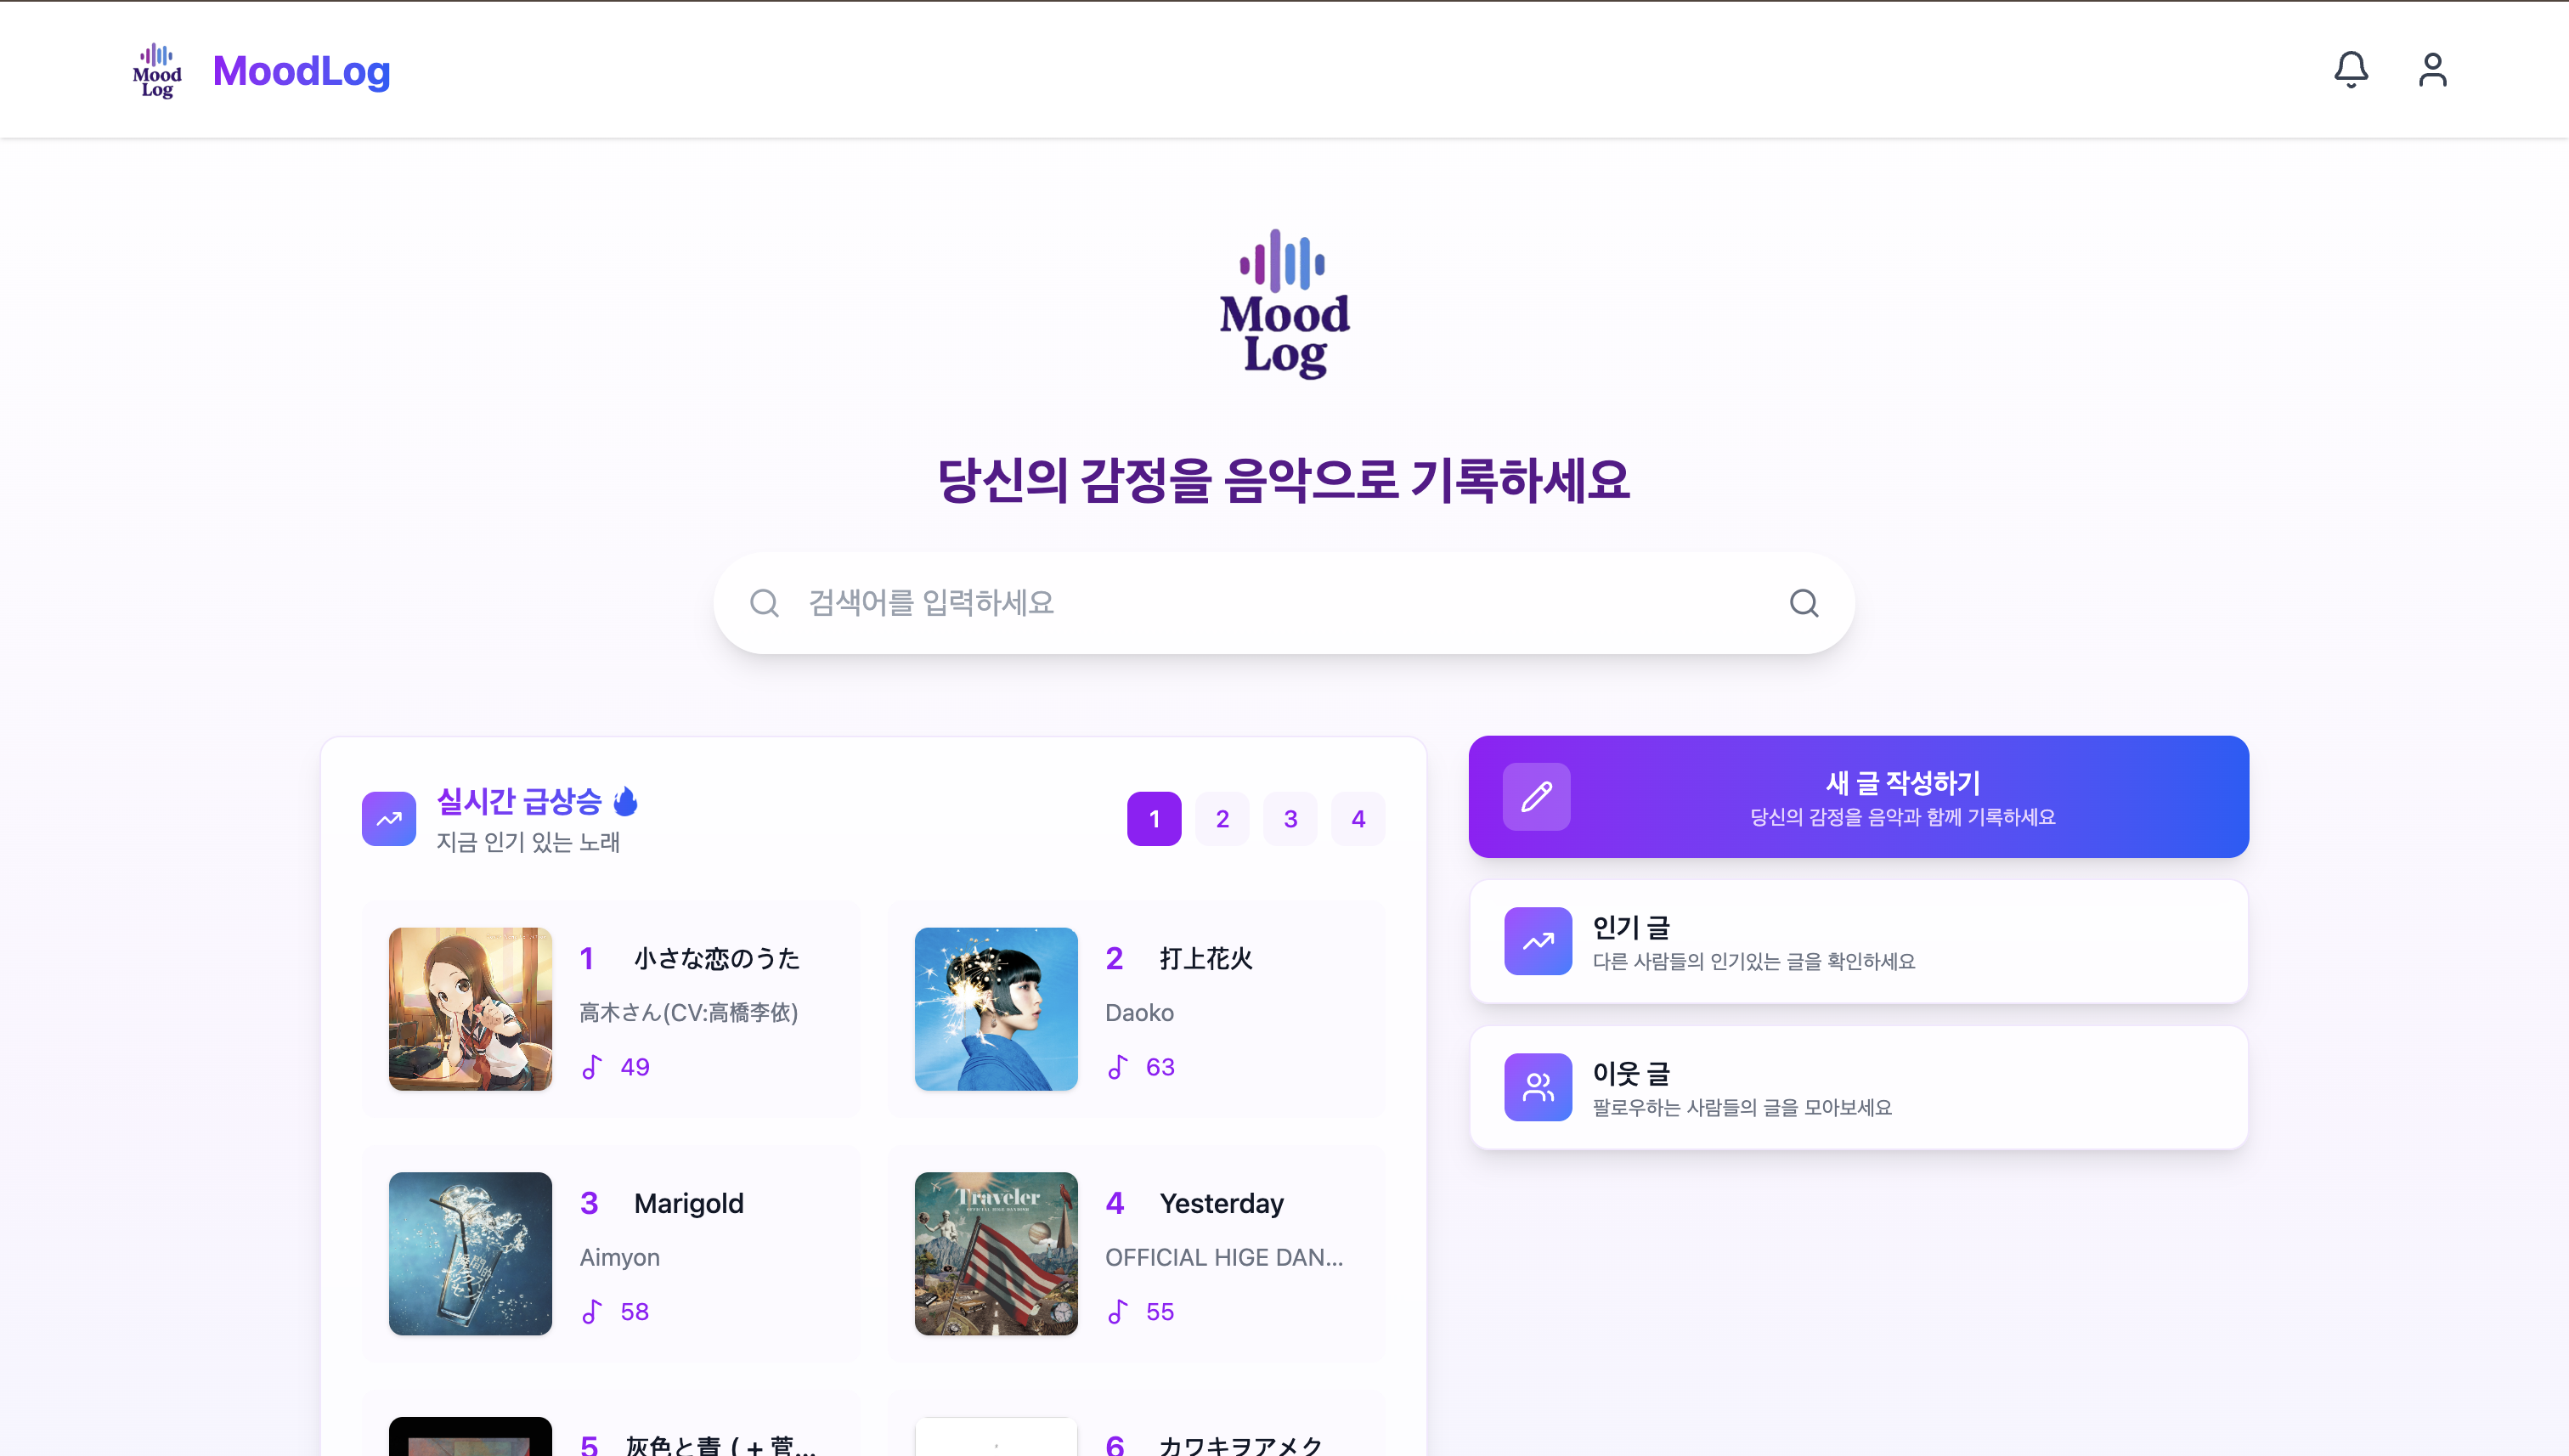 Mood
Log
MoodLog
Mood
Log
당신의 감정을 음악으로 기록하세요
검색어를 입력하세요
실시간 급상승
지금 인기 있는 노래
1 2 3 4
1 小さな恋のうた
高木さん(CV:高橋李依)
49
2 打上花火
Daoko
63
3 Marigold
Aimyon
58
Traveler
OFFICIAL HIGE DANDISM
4 Yesterday
OFFICIAL HIGE DAN...
55
5 灰色と青 ( + 菅...
6 カワキヲアメク
새 글 작성하기
당신의 감정을 음악과 함께 기록하세요
인기 글
다른 사람들의 인기있는 글을 확인하세요
이웃 글
팔로우하는 사람들의 글을 모아보세요